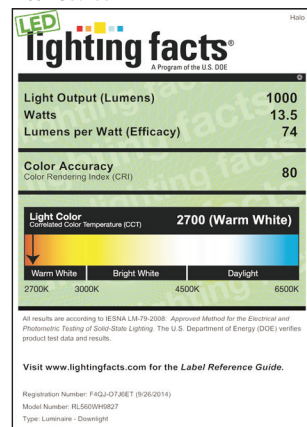 Halo
LED
lighting facts®
A Program of the U.S. DOE
Light Output (Lumens) 1000
Watts 13.5
Lumens per Watt (Efficacy) 74
Color Accuracy
Color Rendering Index (CRI) 80
Light Color
Correlated Color Temperature (CCT) 2700 (Warm White)
Warm White Bright White Daylight
2700K 3000K 4500K 6500K
All results are according to IESNA LM-79-2008: Approved Method for the Electrical and
Photometric Testing of Solid-State Lighting. The U.S. Department of Energy (DOE) verifies
product test data and results.
Visit www.lightingfacts.com for the Label Reference Guide.
Registration Number: F4QJ-O7J6ET (9/26/2014)
Model Number: RL560WH9827
Type: Luminaire - Downlight